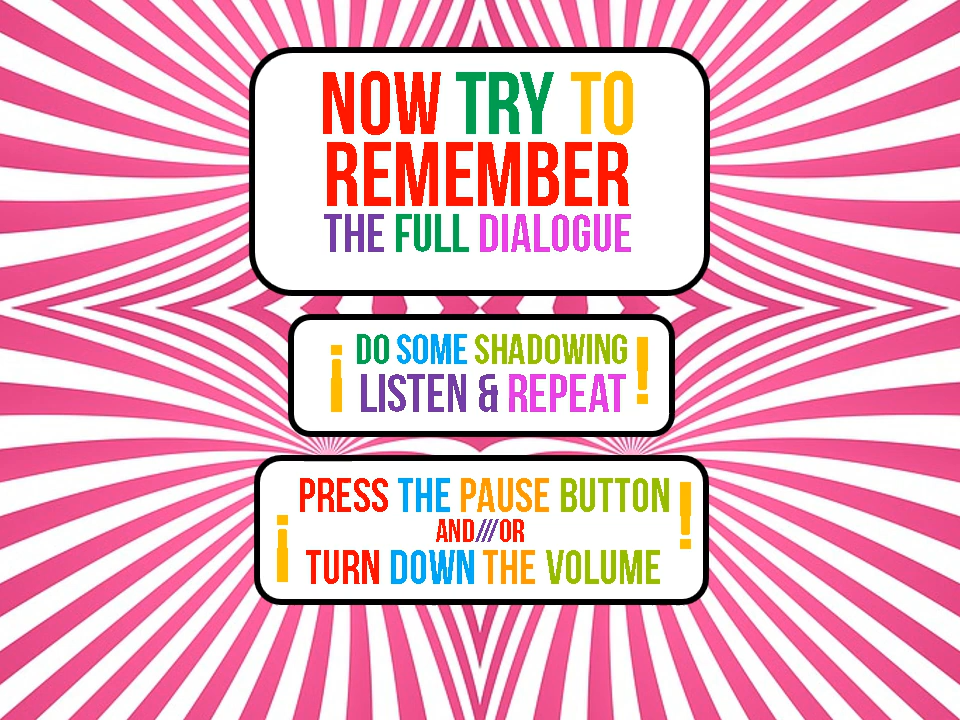 NOW TRY TO
REMEMBER
THE FULL DIALOGUE
¡ DO SOME SHADOWING !
LISTEN & REPEAT
¡ PRESS THE PAUSE BUTTON !
AND///OR
TURN DOWN THE VOLUME